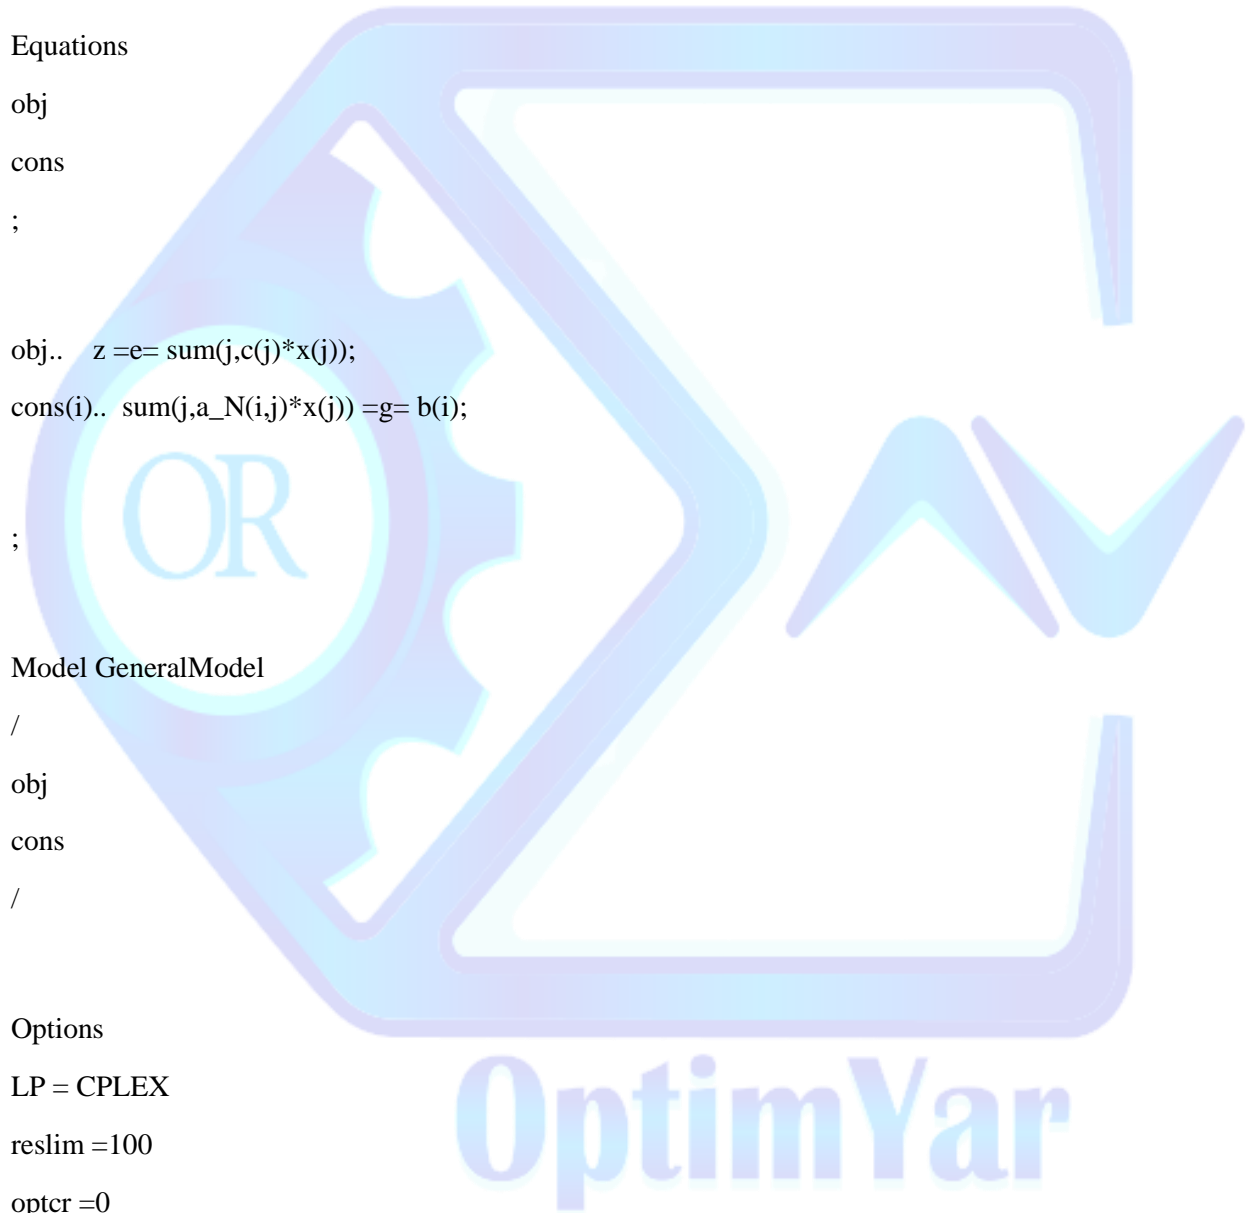 Equations
obj
cons
;
obj.. z =e= sum(j,c(j)*x(j));
cons(i).. sum(j,a_N(i,j)*x(j)) =g= b(i);
OR
;
Model GeneralModel
/
obj
cons
/
Options
LP = CPLEX
reslim =100
optcr =0
OptimYar